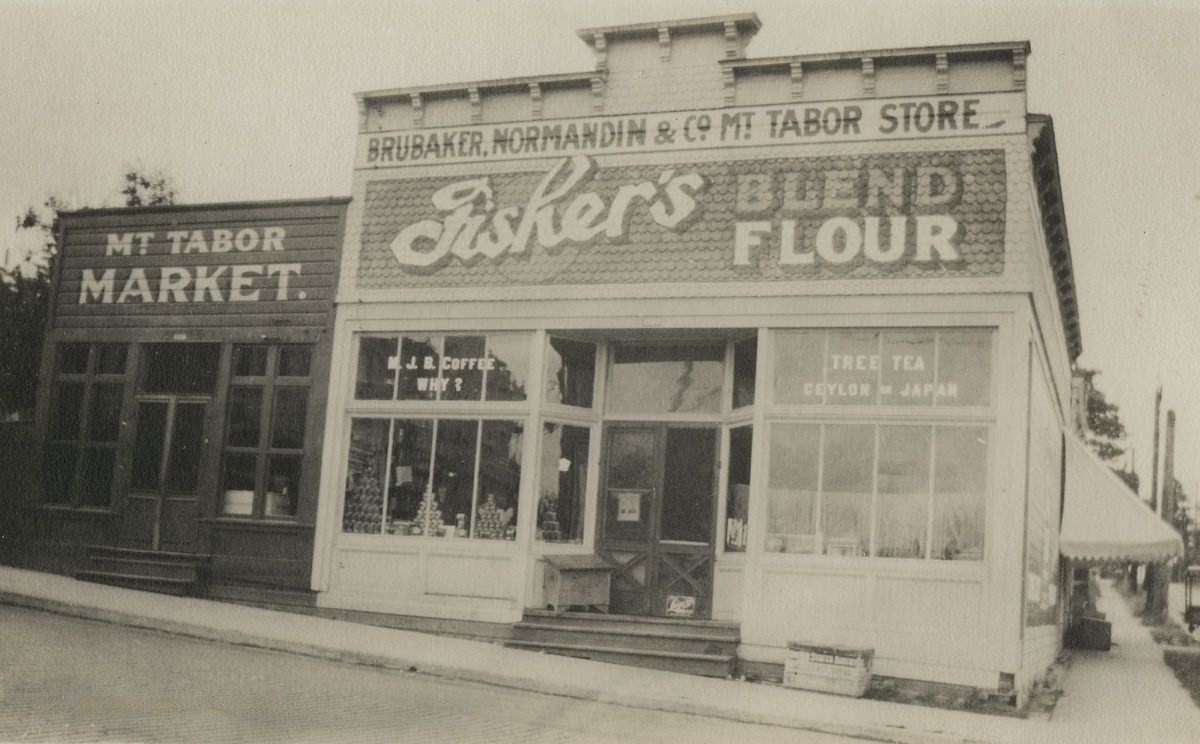 BRUBAKER, NORMANDIN & Co MT TABOR STORE
Fisher's BLEND
FLOUR
MT TABOR
MARKET.
M.J.B. COFFEE
WHY?
TREE TEA
CEYLON OR JAPAN